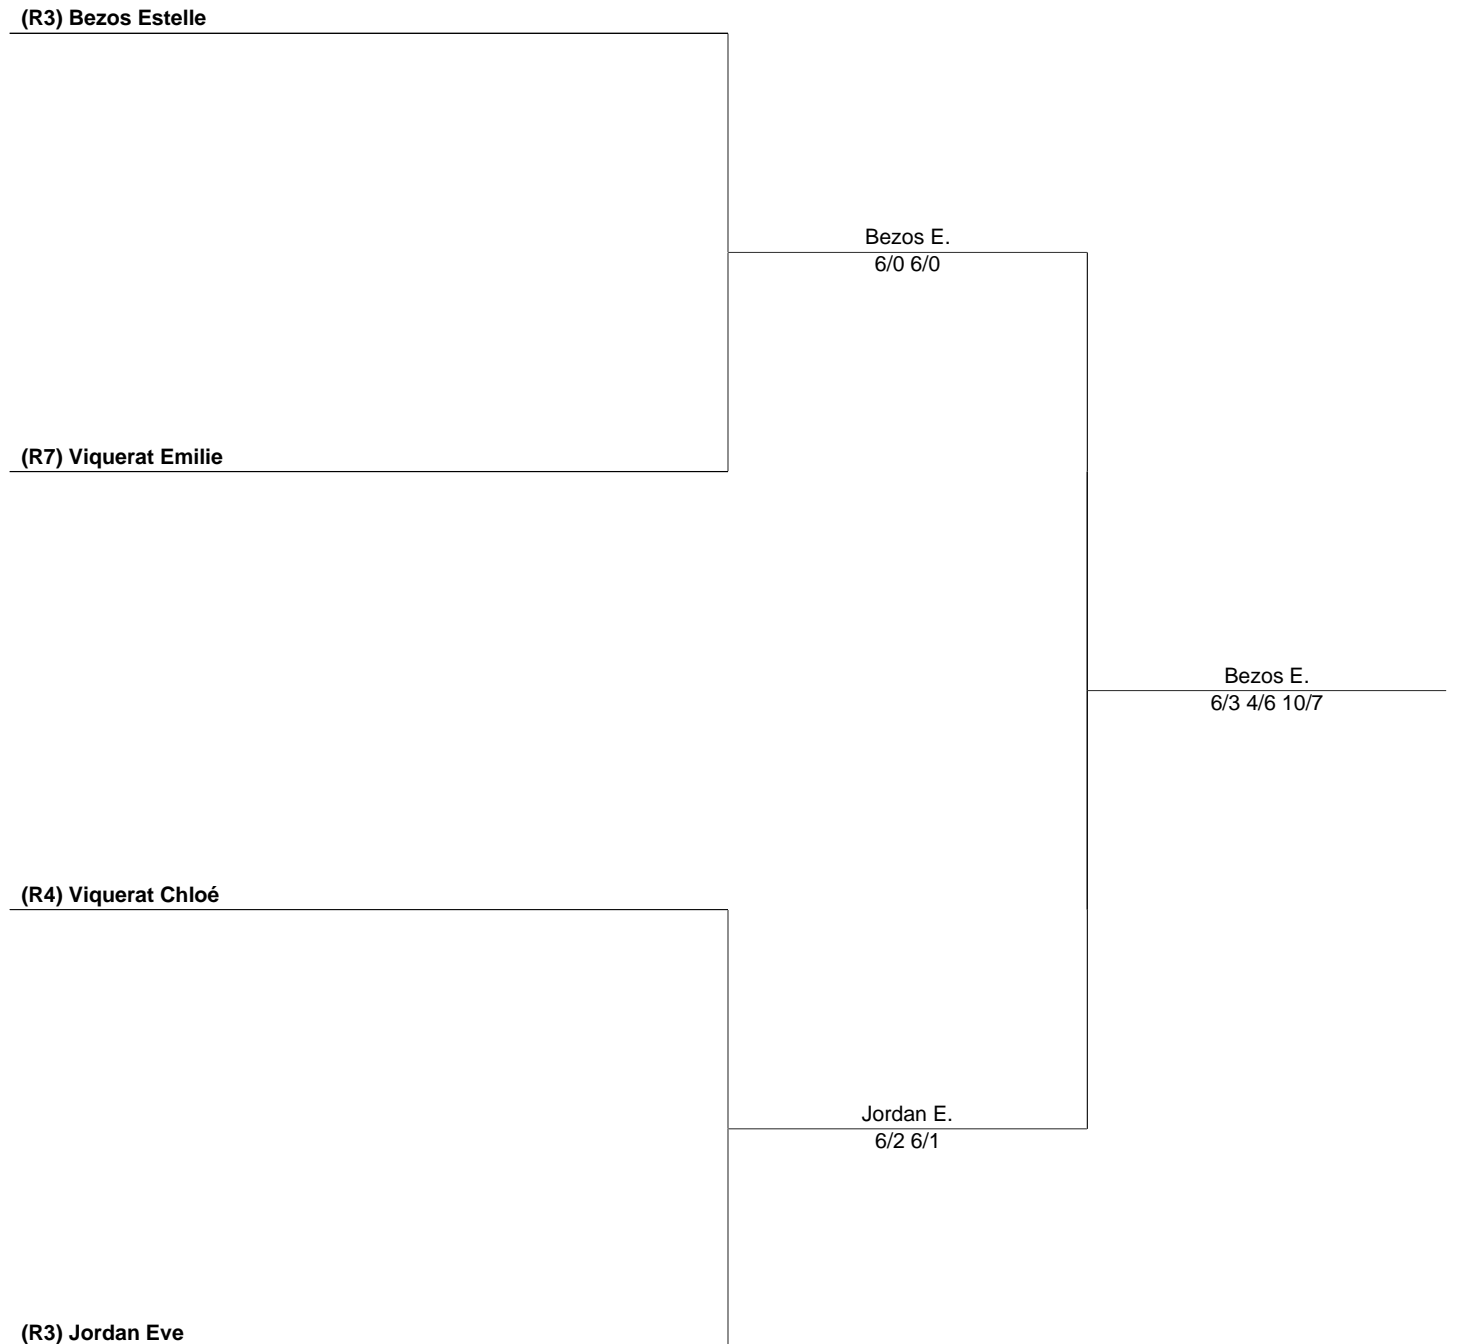 (R3) Bezos Estelle
Bezos E.
6/0 6/0
(R7) Viquerat Emilie
Bezos E.
6/3 4/6 10/7
(R4) Viquerat Chloé
Jordan E.
6/2 6/1
(R3) Jordan Eve